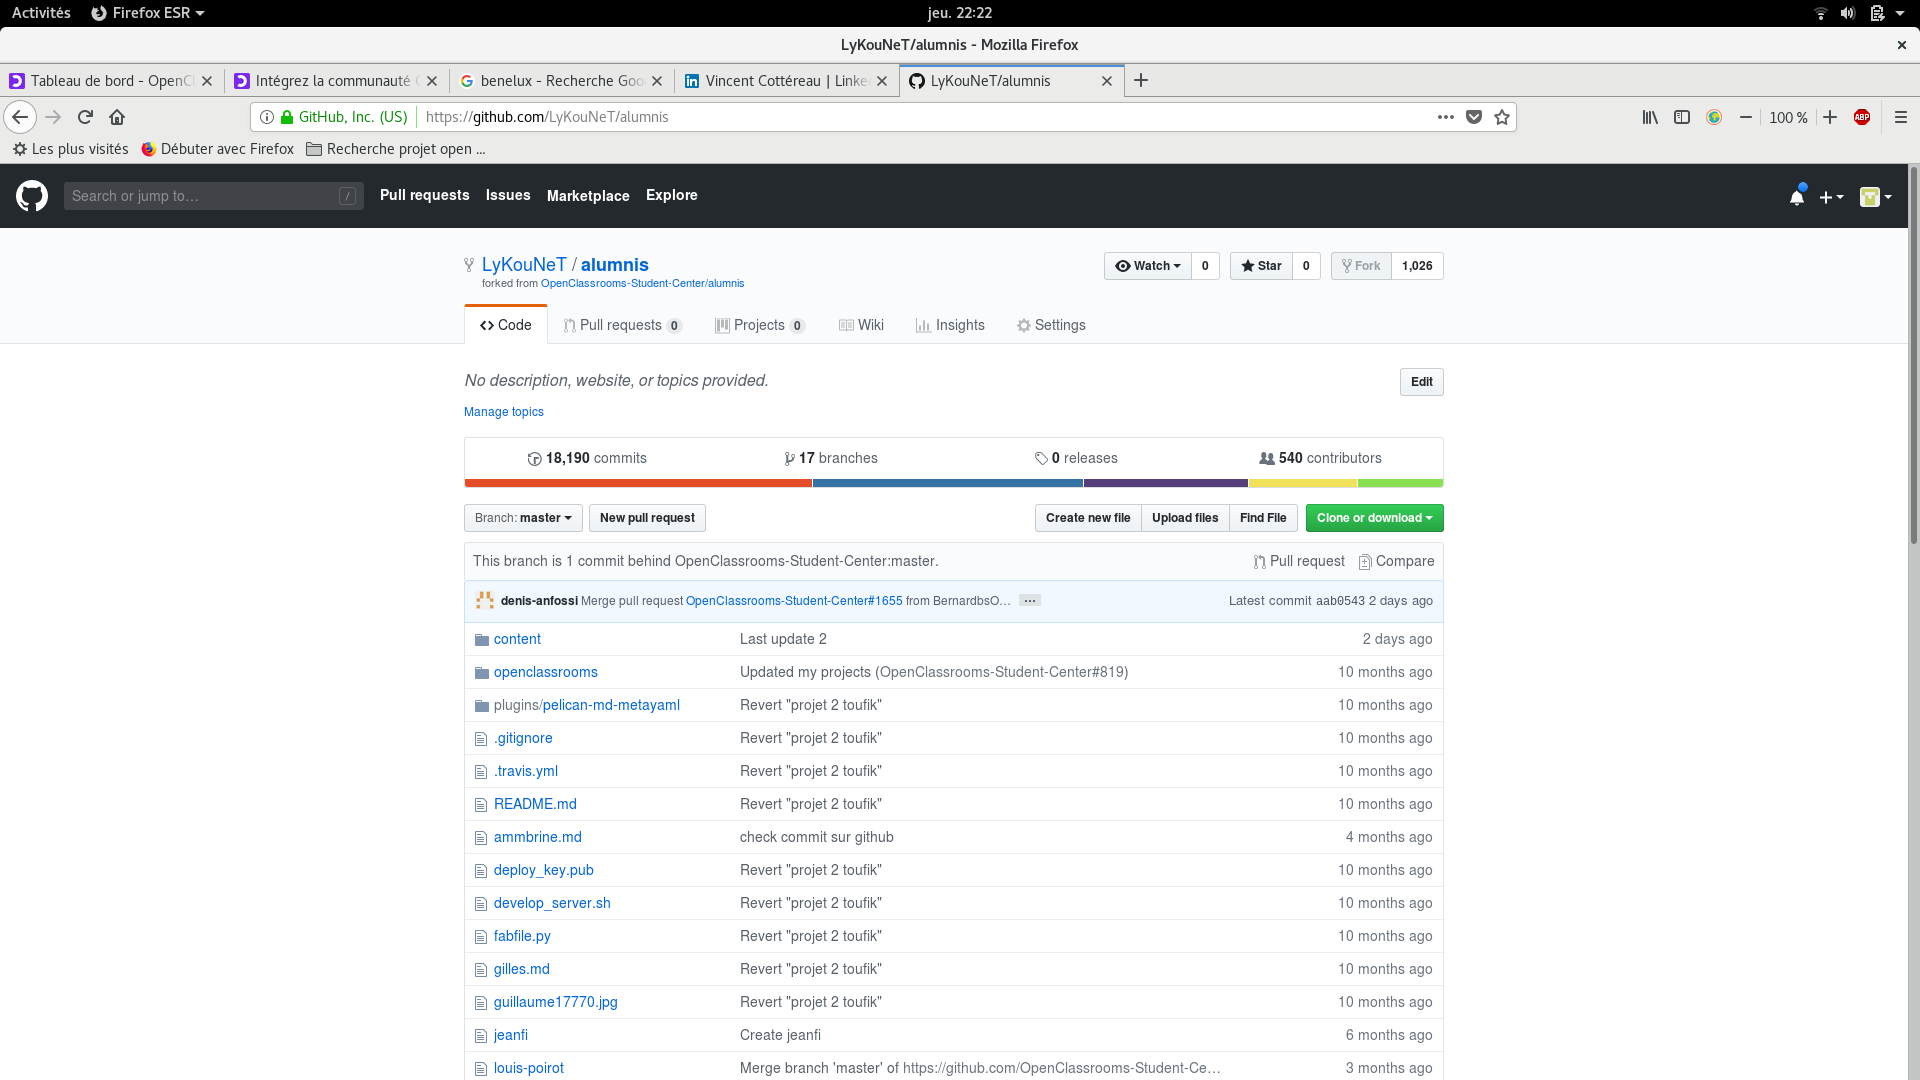 Activités Firefox ESR jeu. 22:22
LyKouNeT/alumnis - Mozilla Firefox
Tableau de bord - OpenCl Intégrez la communauté benelux - Recherche Goo Vincent Cottéreau | Linke LyKouNeT/alumnis
GitHub, Inc. (US) https://github.com/LyKouNeT/alumnis 100 % ABP
Les plus visités Débuter avec Firefox Recherche projet open ...
Search or jump to… / Pull requests Issues Marketplace Explore
LyKouNeT / alumnis Watch 0 Star 0 Fork 1,026
forked from OpenClassrooms-Student-Center/alumnis
Code Pull requests 0 Projects 0 Wiki Insights Settings
No description, website, or topics provided. Edit
Manage topics
18,190 commits 17 branches 0 releases 540 contributors
Branch: master New pull request Create new file Upload files Find File Clone or download
This branch is 1 commit behind OpenClassrooms-Student-Center:master. Pull request Compare
denis-anfossi Merge pull request OpenClassrooms-Student-Center#1655 from BernardbsO… … Latest commit aab0543 2 days ago
content Last update 2 2 days ago
openclassrooms Updated my projects (OpenClassrooms-Student-Center#819) 10 months ago
plugins/pelican-md-metayaml Revert "projet 2 toufik" 10 months ago
.gitignore Revert "projet 2 toufik" 10 months ago
.travis.yml Revert "projet 2 toufik" 10 months ago
README.md Revert "projet 2 toufik" 10 months ago
ammbrine.md check commit sur github 4 months ago
deploy_key.pub Revert "projet 2 toufik" 10 months ago
develop_server.sh Revert "projet 2 toufik" 10 months ago
fabfile.py Revert "projet 2 toufik" 10 months ago
gilles.md Revert "projet 2 toufik" 10 months ago
guillaume17770.jpg Revert "projet 2 toufik" 10 months ago
jeanfi Create jeanfi 6 months ago
louis-poirot Merge branch 'master' of https://github.com/OpenClassrooms-Student-Ce… 3 months ago